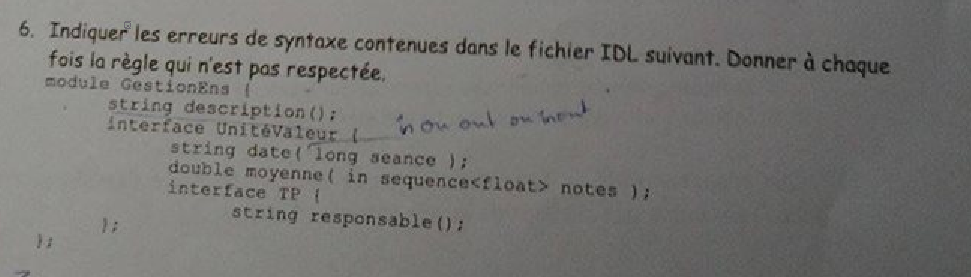 6. Indiquer les erreurs de syntaxe contenues dans le fichier IDL suivant. Donner à chaque
fois la règle qui n'est pas respectée.
module GestionEns {
string description();
in ou out ou inout
interface UnitéValeur {
string date( long seance );
double moyenne( in sequence<float> notes );
interface TP {
string responsable();
};
};